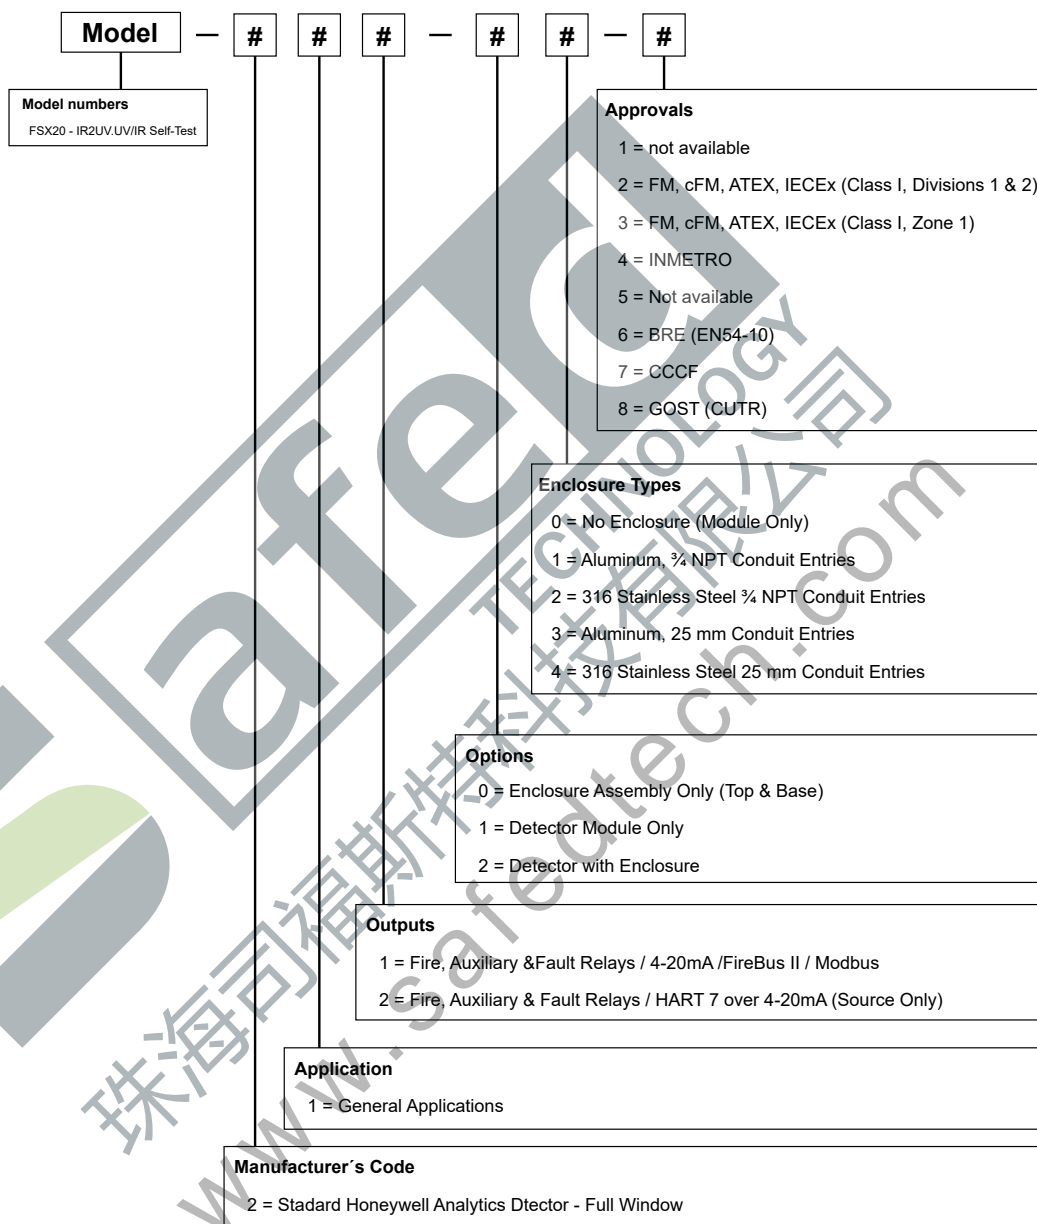 Model — # # # — # # — #
Model numbers
FSX20 - IR2UV.UV/IR Self-Test
Approvals
1 = not available
2 = FM, cFM, ATEX, IECEx (Class I, Divisions 1 & 2)
3 = FM, cFM, ATEX, IECEx (Class I, Zone 1)
4 = INMETRO
5 = Not available
6 = BRE (EN54-10)
7 = CCCF
8 = GOST (CUTR)
Enclosure Types
0 = No Enclosure (Module Only)
1 = Aluminum, ¾ NPT Conduit Entries
2 = 316 Stainless Steel ¾ NPT Conduit Entries
3 = Aluminum, 25 mm Conduit Entries
4 = 316 Stainless Steel 25 mm Conduit Entries
Options
0 = Enclosure Assembly Only (Top & Base)
1 = Detector Module Only
2 = Detector with Enclosure
Outputs
1 = Fire, Auxiliary &Fault Relays / 4-20mA /FireBus II / Modbus
2 = Fire, Auxiliary & Fault Relays / HART 7 over 4-20mA (Source Only)
Application
1 = General Applications
Manufacturer´s Code
2 = Stadard Honeywell Analytics Dtector - Full Window
Safed
TECHNOLOGY
珠海司福斯特科技有限公司
www.safedtech.com